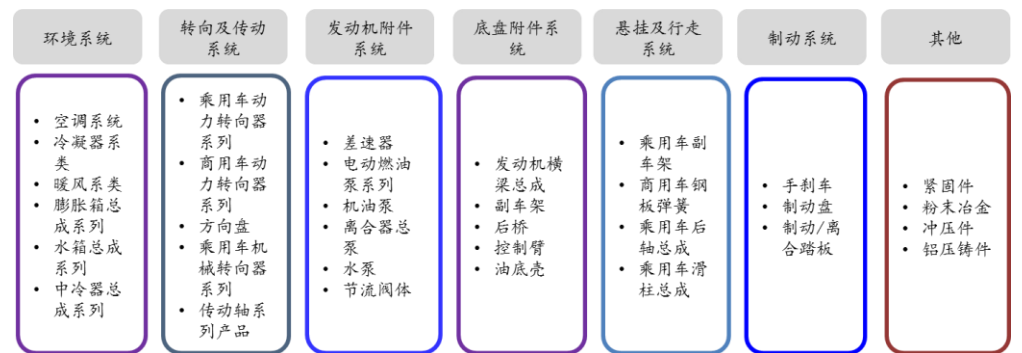 环境系统
转向及传动
系统
发动机附件
系统
底盘附件系
统
悬挂及行走
系统
制动系统
其他
• 空调系统
• 冷凝器系
类
• 暖风系类
• 膨胀箱总
成系列
• 水箱总成
系列
• 中冷器总
成系列
• 乘用车动
力转向器
系列
• 商用车动
力转向器
系列
• 方向盘
• 乘用车机
械转向器
系列
• 传动轴系
列产品
• 差速器
• 电动燃油
泵系列
• 机油泵
• 离合器总
泵
• 水泵
• 节流阀体
• 发动机横
梁总成
• 副车架
• 后桥
• 控制臂
• 油底壳
• 乘用车副
车架
• 商用车钢
板弹簧
• 乘用车后
轴总成
• 乘用车滑
柱总成
• 手刹车
• 制动盘
• 制动/离
合踏板
• 紧固件
• 粉末冶金
• 冲压件
• 铝压铸件